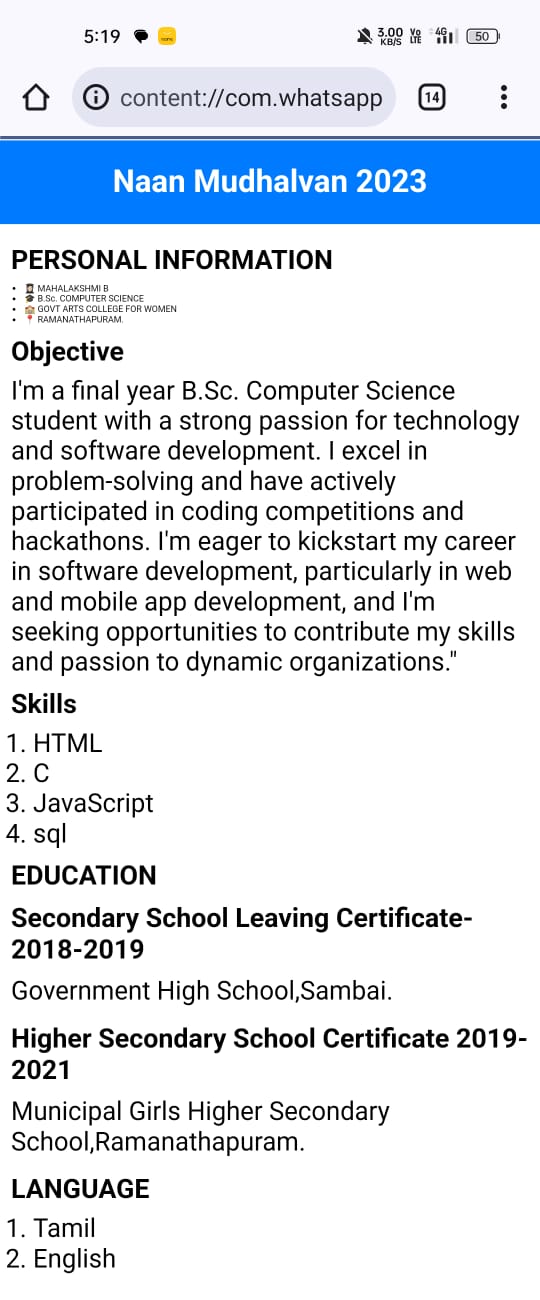 5:19
3.00 KB/S Vo LTE 4G 50
content://com.whatsapp 14
Naan Mudhalvan 2023
PERSONAL INFORMATION
• 👩🏻‍🎓 MAHALAKSHMI B
• 🎓 B.Sc. COMPUTER SCIENCE
• 🏫 GOVT ARTS COLLEGE FOR WOMEN
• 📍 RAMANATHAPURAM.
Objective
I'm a final year B.Sc. Computer Science
student with a strong passion for technology
and software development. I excel in
problem-solving and have actively
participated in coding competitions and
hackathons. I'm eager to kickstart my career
in software development, particularly in web
and mobile app development, and I'm
seeking opportunities to contribute my skills
and passion to dynamic organizations."
Skills
1. HTML
2. C
3. JavaScript
4. sql
EDUCATION
Secondary School Leaving Certificate-
2018-2019
Government High School,Sambai.
Higher Secondary School Certificate 2019-
2021
Municipal Girls Higher Secondary
School,Ramanathapuram.
LANGUAGE
1. Tamil
2. English